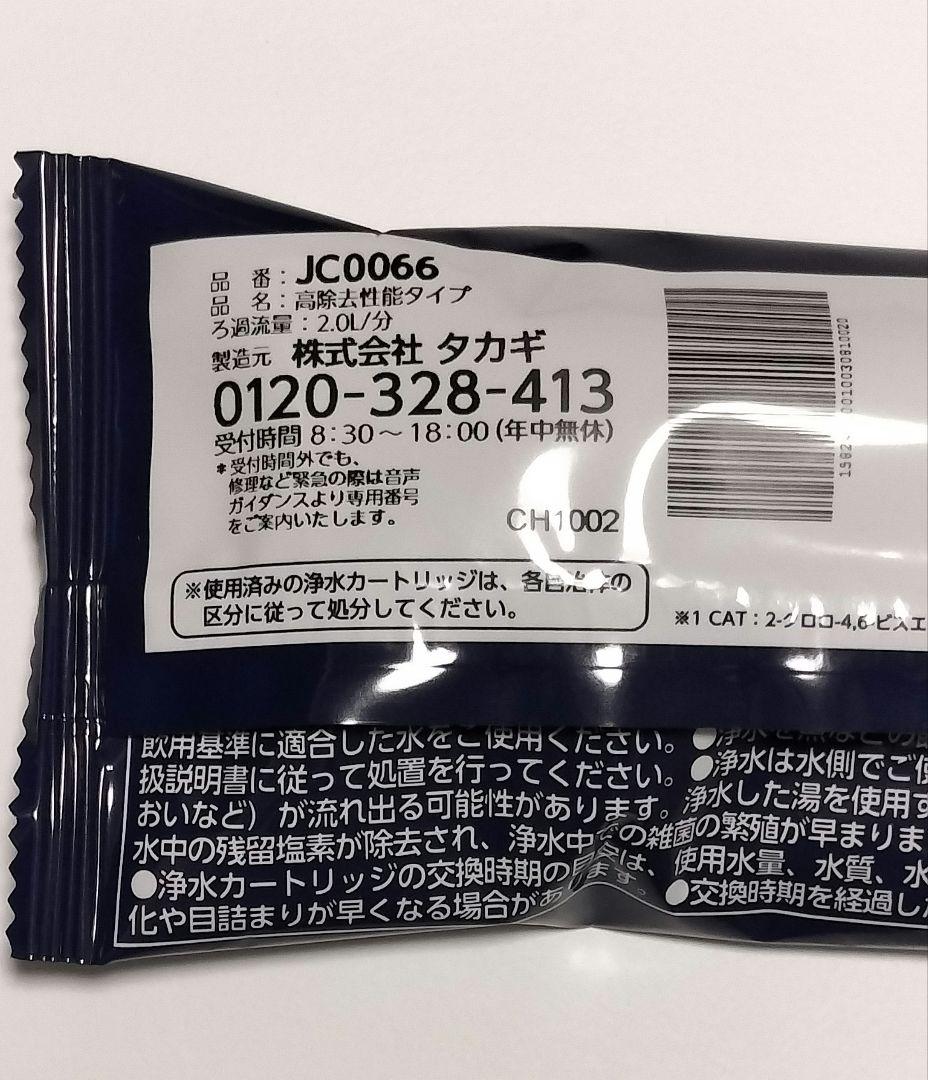 品 番：JC0066
品 名：高除去性能タイプ
ろ過流量：2.0L/分
製造元 株式会社 タカギ
0120-328-413
受付時間 8：30～18：00（年中無休）
＊受付時間外でも、
修理など緊急の際は音声
ガイダンスより専用番号
をご案内いたします。
CH1002
※使用済みの浄水カートリッジは、各自治体の
区分に従って処分してください。
※1 CAT：2-クロロ-4,6-ビスエ
飲用基準に適合した水をご使用ください。
扱説明書に従って処置を行ってください。
おいなど）が流れ出る可能性があります。
水中の残留塩素が除去され、浄水中での雑菌の繁殖が早まりま
●浄水カートリッジの交換時期の
化や目詰まりが早くなる場合があ
●浄水は水側でご使
浄水した湯を使用す
使用水量、水質、水
●交換時期を経過した